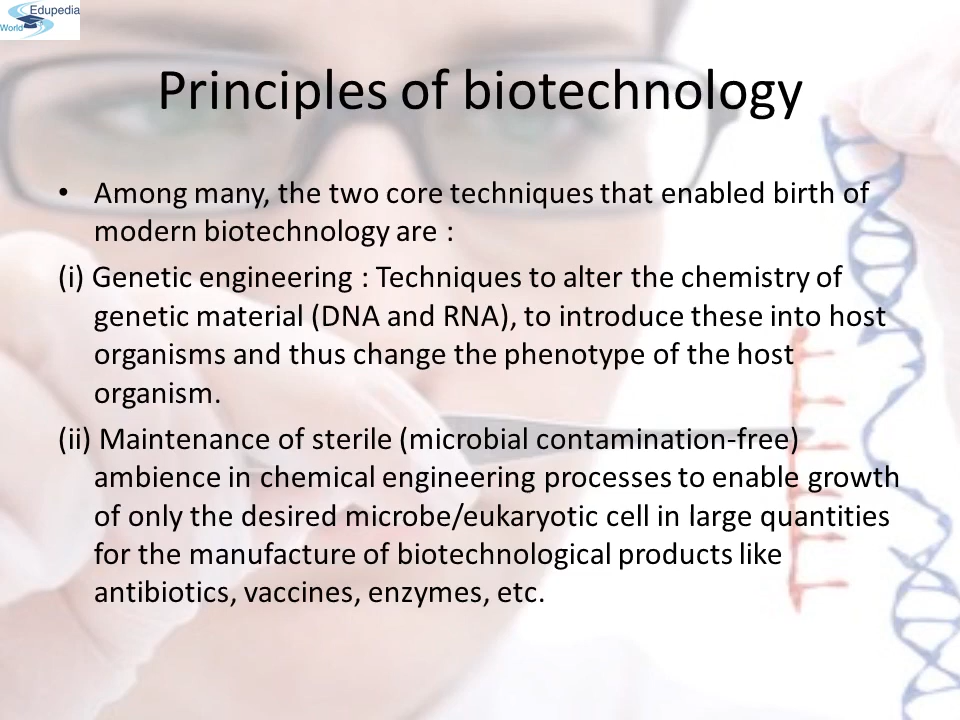 Edupedia
World
Principles of biotechnology
• Among many, the two core techniques that enabled birth of
modern biotechnology are :
(i) Genetic engineering : Techniques to alter the chemistry of
genetic material (DNA and RNA), to introduce these into host
organisms and thus change the phenotype of the host
organism.
(ii) Maintenance of sterile (microbial contamination-free)
ambience in chemical engineering processes to enable growth
of only the desired microbe/eukaryotic cell in large quantities
for the manufacture of biotechnological products like
antibiotics, vaccines, enzymes, etc.